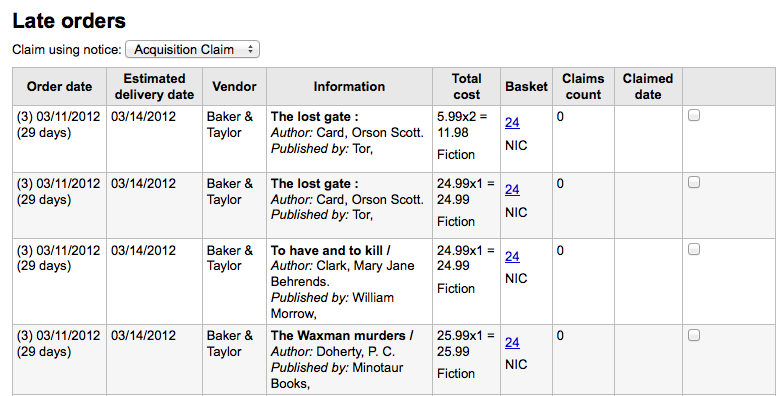 Late orders
Claim using notice: Acquisition Claim
Order date
Estimated
delivery date
Vendor
Information
Total
cost
Basket
Claims
count
Claimed
date
(3) 03/11/2012
(29 days)
03/14/2012
Baker &
Taylor
The lost gate :
Author: Card, Orson Scott.
Published by: Tor,
5.99x2 =
11.98
Fiction
24
NIC
0
(3) 03/11/2012
(29 days)
03/14/2012
Baker &
Taylor
The lost gate :
Author: Card, Orson Scott.
Published by: Tor,
24.99x1 =
24.99
Fiction
24
NIC
0
(3) 03/11/2012
(29 days)
03/14/2012
Baker &
Taylor
To have and to kill /
Author: Clark, Mary Jane
Behrends.
Published by: William
Morrow,
24.99x1 =
24.99
Fiction
24
NIC
0
(3) 03/11/2012
(29 days)
03/14/2012
Baker &
Taylor
The Waxman murders /
Author: Doherty, P. C.
Published by: Minotaur
Books,
25.99x1 =
25.99
Fiction
24
NIC
0